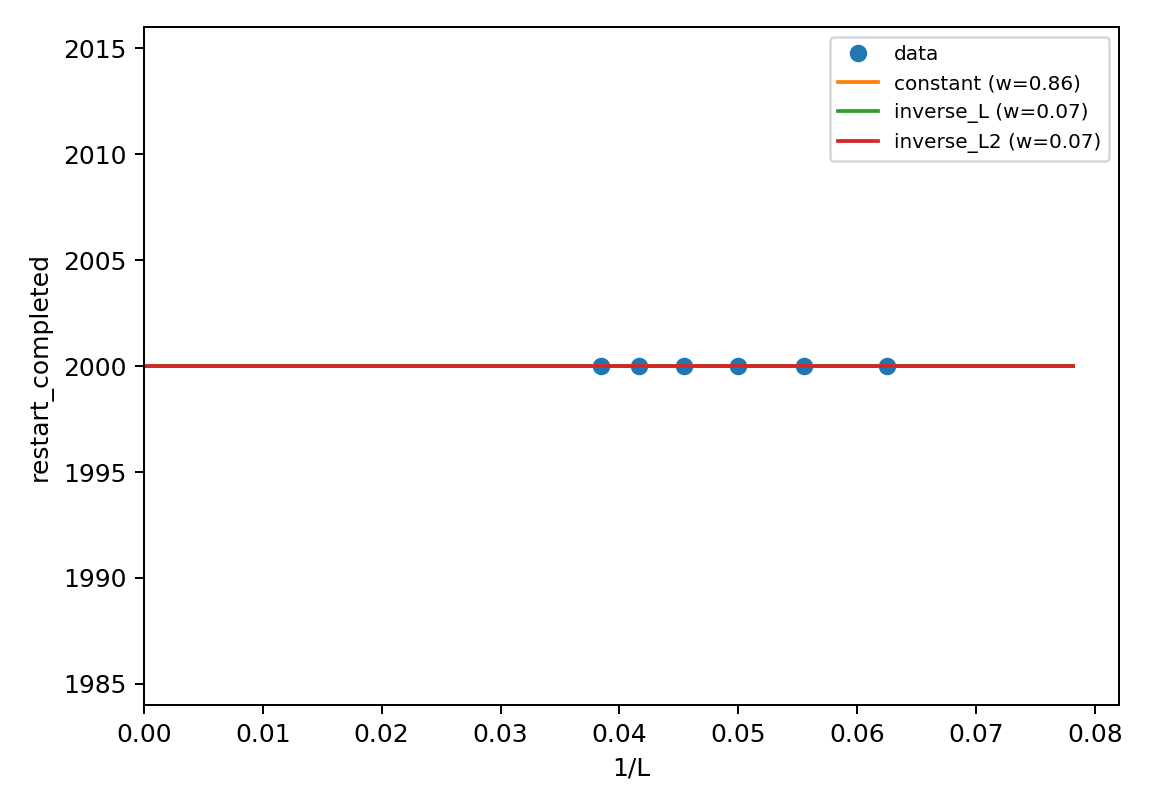 2015
2010
2005
2000
1995
1990
1985
restart_completed
data
constant (w=0.86)
inverse_L (w=0.07)
inverse_L2 (w=0.07)
0.00 0.01 0.02 0.03 0.04 0.05 0.06 0.07 0.08
1/L